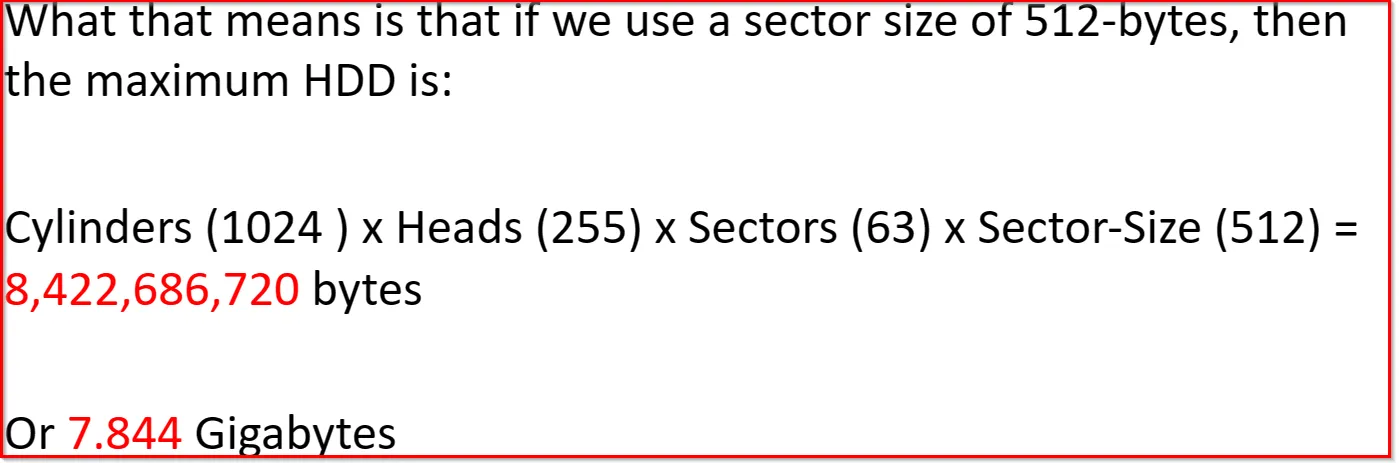 What that means is that if we use a sector size of 512-bytes, then
the maximum HDD is:
Cylinders (1024 ) x Heads (255) x Sectors (63) x Sector-Size (512) =
8,422,686,720 bytes
Or 7.844 Gigabytes